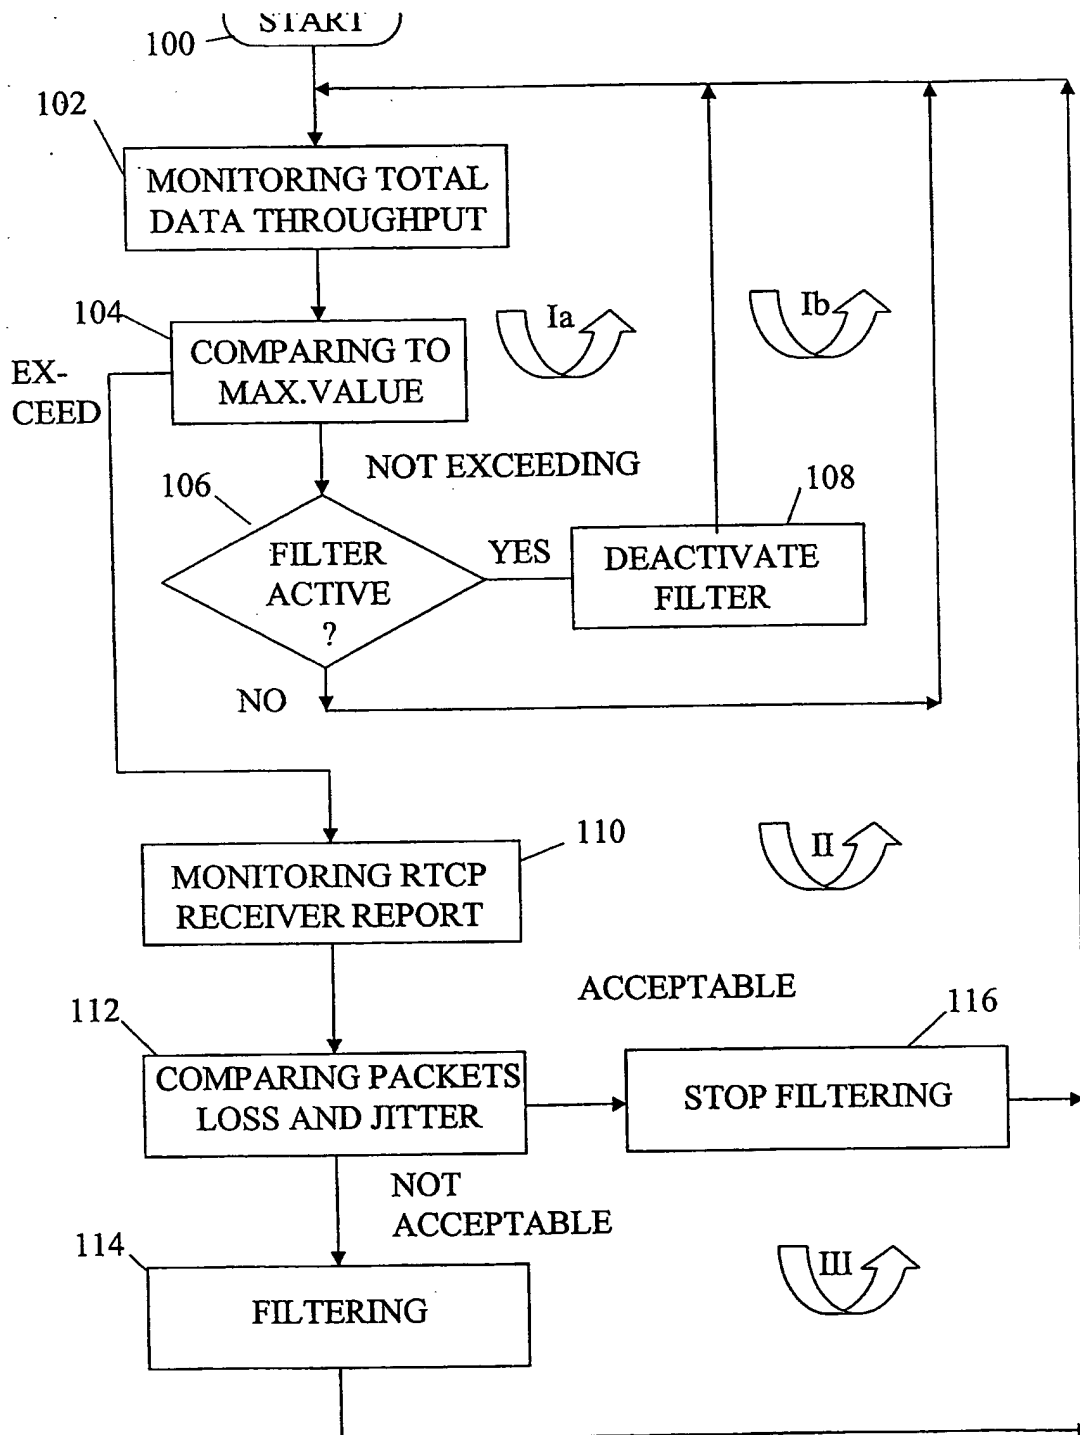 START
100
102
MONITORING TOTAL
DATA THROUGHPUT
104
COMPARING TO
MAX.VALUE
Ia
Ib
EX-
CEED
NOT EXCEEDING
106
FILTER
ACTIVE
?
YES
108
DEACTIVATE
FILTER
NO
110
MONITORING RTCP
RECEIVER REPORT
II
ACCEPTABLE
112
COMPARING PACKETS
LOSS AND JITTER
116
STOP FILTERING
NOT
ACCEPTABLE
114
FILTERING
III